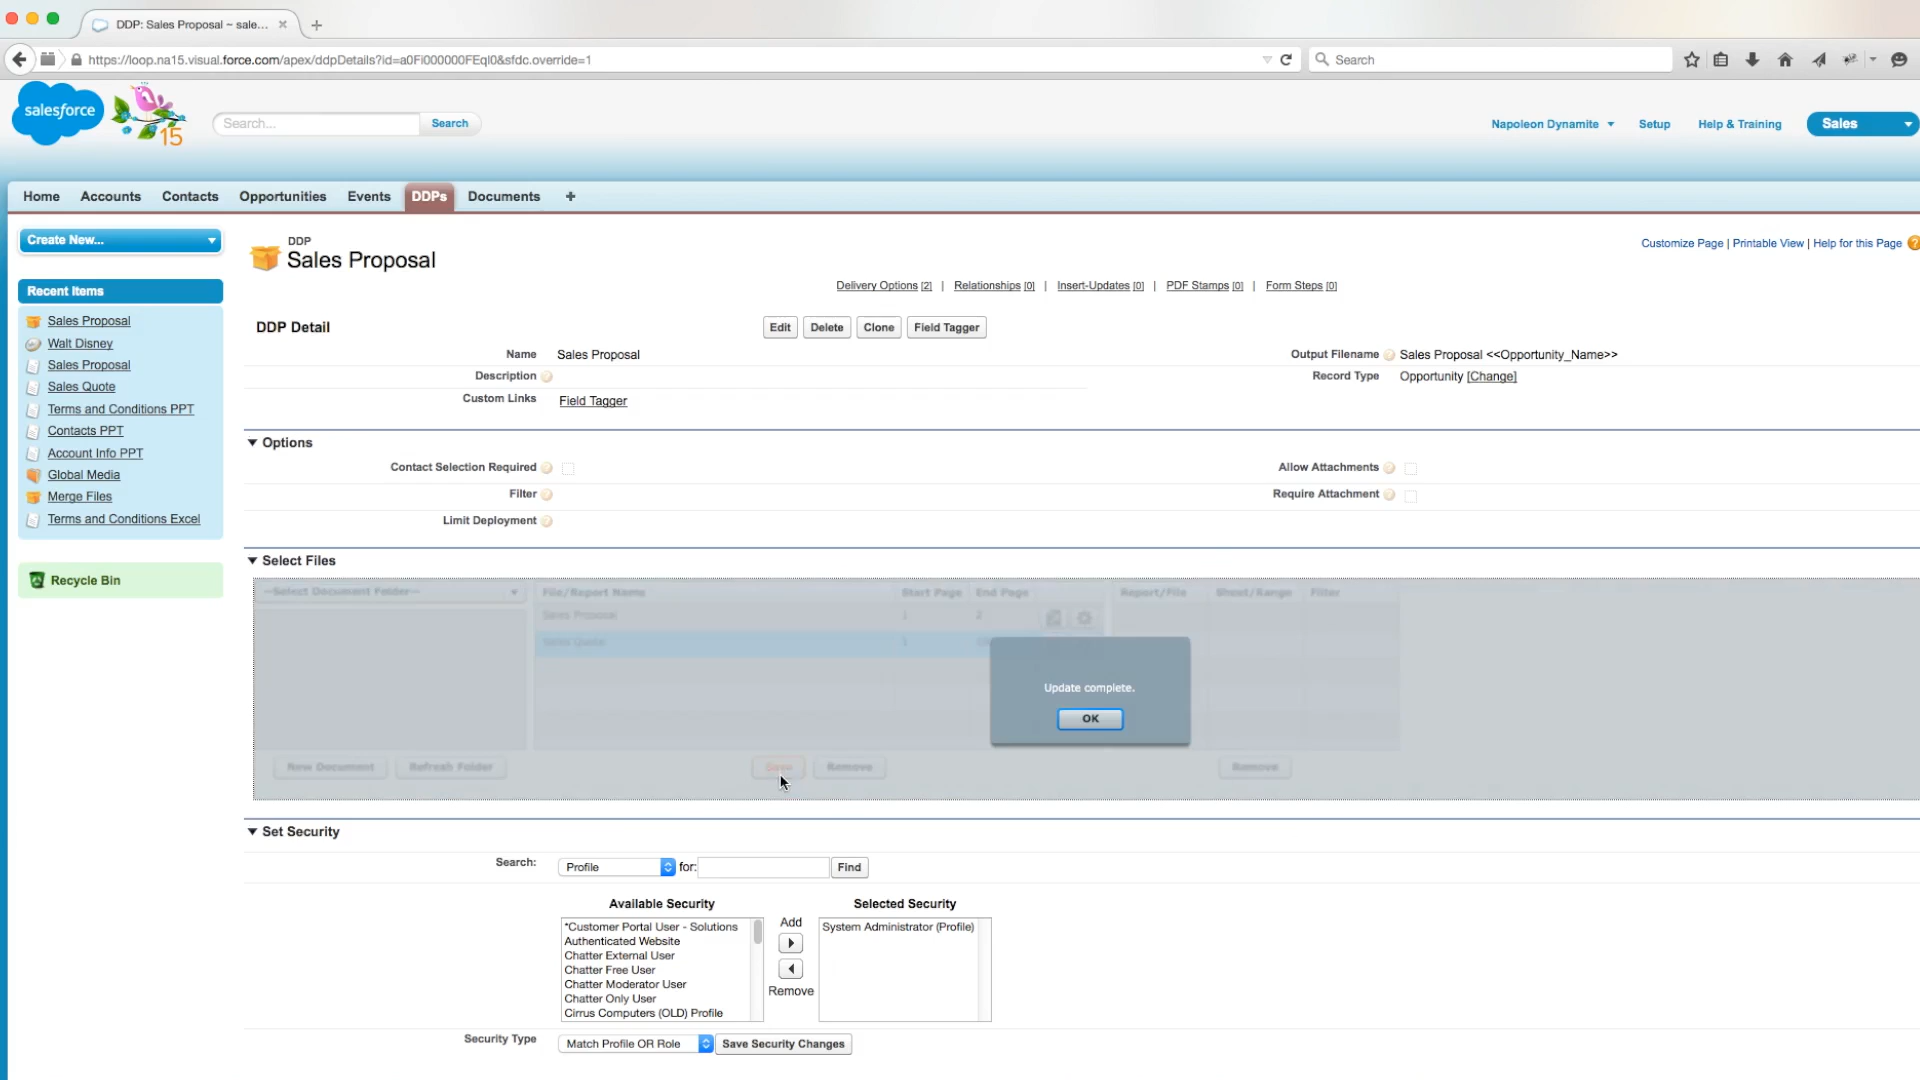 DDP: Sales Proposal ~ sale...
https://loop.na15.visual.force.com/apex/ddpDetails?id=a0Fi000000FEqI0&sfdc.override=1
Search
salesforce
15
Search...
Search
Napoleon Dynamite
Setup
Help & Training
Sales
Home
Accounts
Contacts
Opportunities
Events
DDPs
Documents
+
Create New...
Recent Items
Sales Proposal
Walt Disney
Sales Proposal
Sales Quote
Terms and Conditions PPT
Contacts PPT
Account Info PPT
Global Media
Merge Files
Terms and Conditions Excel
Recycle Bin
DDP
Sales Proposal
Customize Page | Printable View | Help for this Page
Delivery Options [2] | Relationships [0] | Insert-Updates [0] | PDF Stamps [0] | Form Steps [0]
DDP Detail
Edit
Delete
Clone
Field Tagger
Name Sales Proposal
Output Filename Sales Proposal <<Opportunity_Name>>
Description
Record Type Opportunity [Change]
Custom Links Field Tagger
Options
Contact Selection Required
Allow Attachments
Filter
Require Attachment
Limit Deployment
Select Files
--Select Document Folder--
File/Report Name
Start Page
End Page
Report/File
Sheet/Range
Filter
Sales Proposal 1 2
Sales Quote 1
Update complete.
OK
New Document
Refresh Folder
Save
Remove
Remove
Set Security
Search: Profile for: Find
Available Security
*Customer Portal User - Solutions
Authenticated Website
Chatter External User
Chatter Free User
Chatter Moderator User
Chatter Only User
Cirrus Computers (OLD) Profile
Add
Remove
Selected Security
System Administrator (Profile)
Security Type Match Profile OR Role Save Security Changes